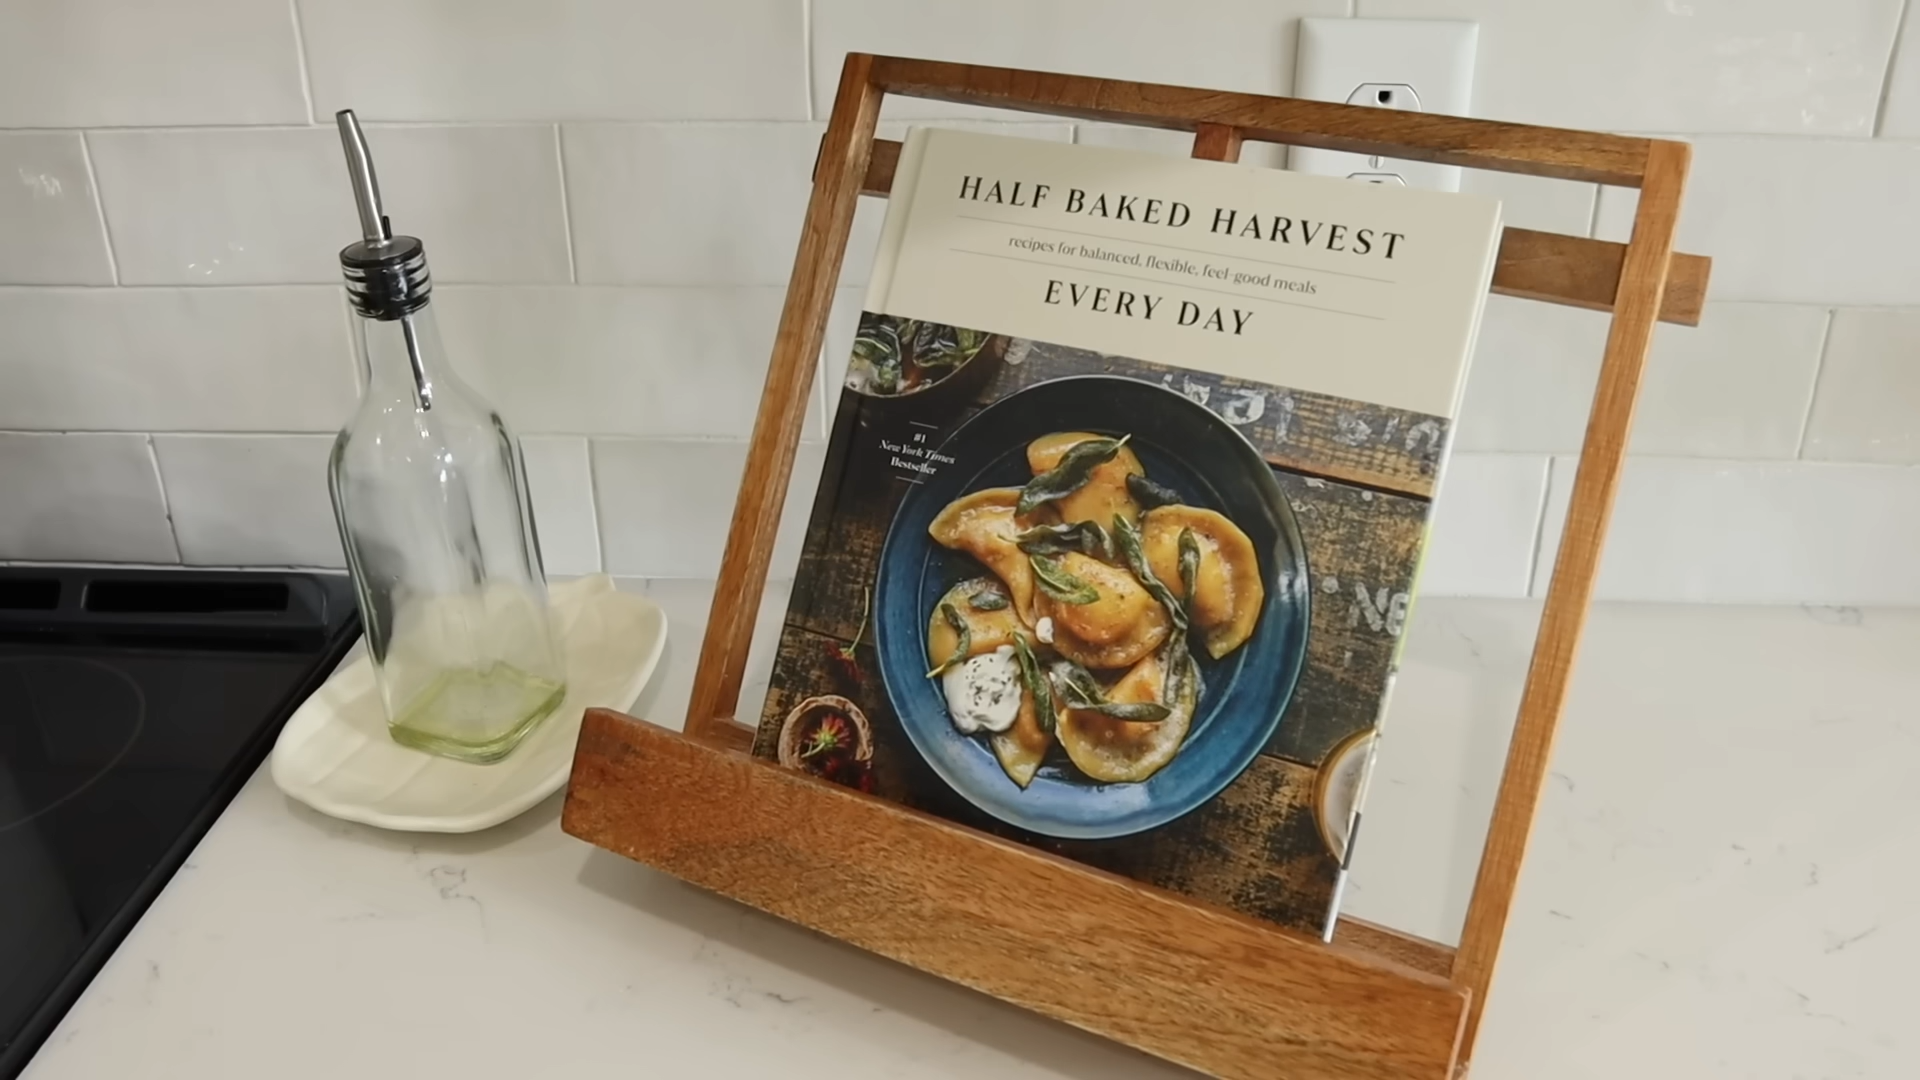 HALF BAKED HARVEST
recipes for balanced, flexible, feel-good meals
EVERY DAY
#1
New York Times
Bestseller